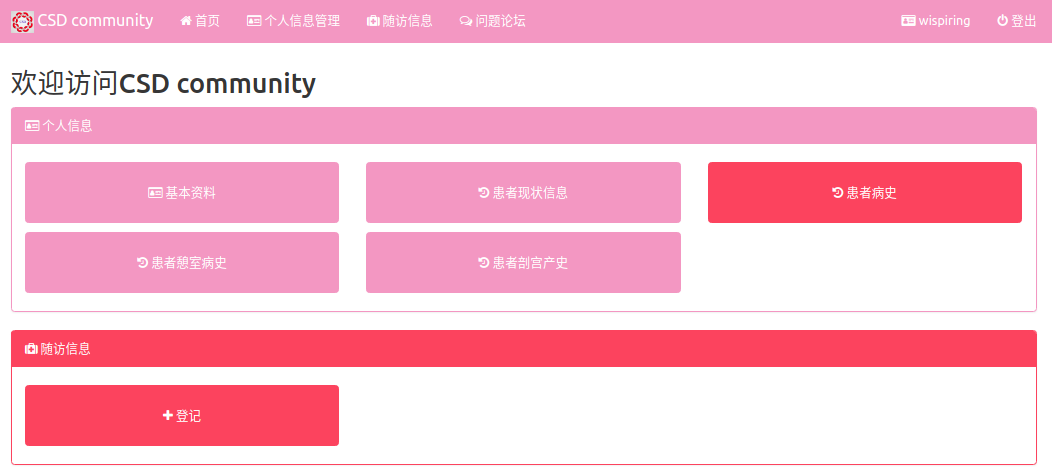 CSD community 首页 个人信息管理 随访信息 问题论坛 wispiring 登出
欢迎访问CSD community
个人信息
基本资料 患者现状信息 患者病史
患者憩室病史 患者剖宫产史
随访信息
登记